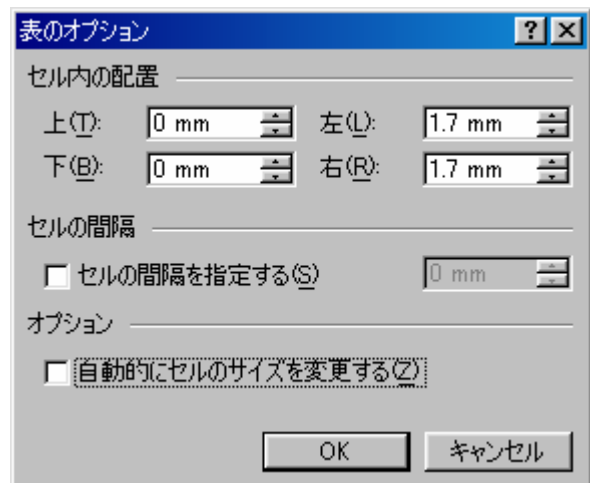 表のオプション
セル内の配置
上(T): 0 mm 左(L): 1.7 mm
下(B): 0 mm 右(R): 1.7 mm
セルの間隔
セルの間隔を指定する(S) 0 mm
オプション
自動的にセルのサイズを変更する(Z)
OK キャンセル